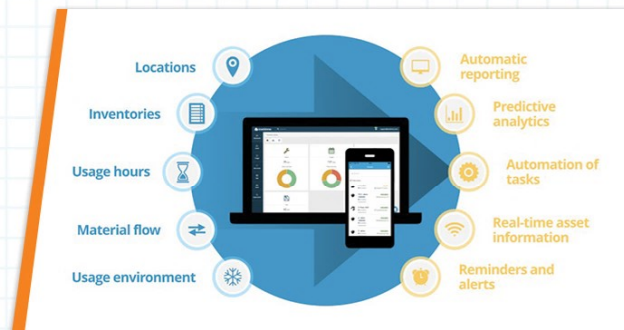 Locations
Inventories
Usage hours
Material flow
Usage environment
Automatic
reporting
Predictive
analytics
Automation of
tasks
Real-time asset
information
Reminders and
alerts